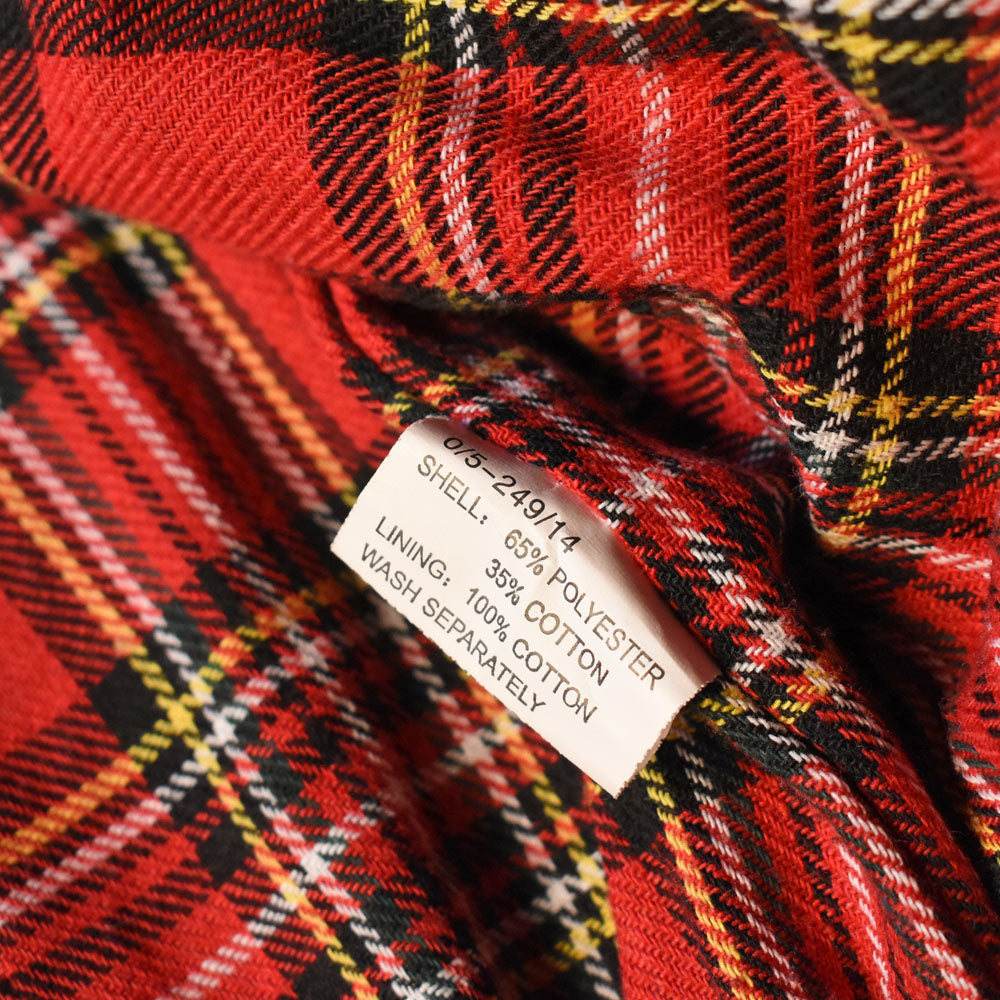 0/5-249/14
SHELL: 65% POLYESTER
35% COTTON
LINING: 100% COTTON
WASH SEPARATELY